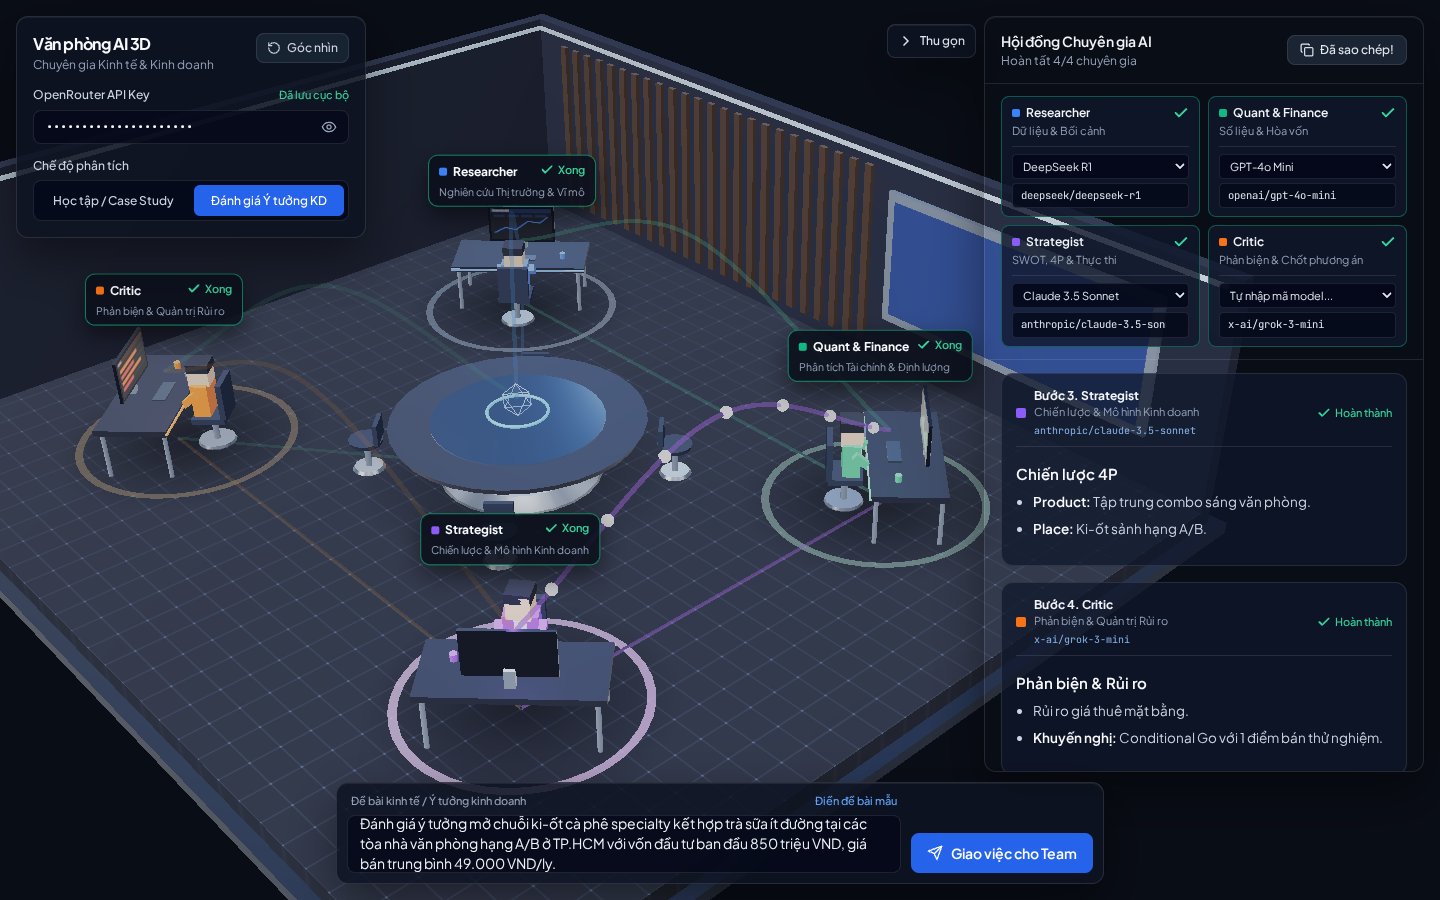 Văn phòng AI 3D
Góc nhìn
Chuyên gia Kinh tế & Kinh doanh
OpenRouter API Key
Đã lưu cục bộ
Chế độ phân tích
Học tập / Case Study
Đánh giá Ý tưởng KD
Thu gọn
Hội đồng Chuyên gia AI
Hoàn tất 4/4 chuyên gia
Đã sao chép!
Researcher
Dữ liệu & Bối cảnh
DeepSeek R1
deepseek/deepseek-r1
Quant & Finance
Số liệu & Hòa vốn
GPT-4o Mini
openai/gpt-4o-mini
Strategist
SWOT, 4P & Thực thi
Claude 3.5 Sonnet
anthropic/claude-3.5-son
Critic
Phản biện & Chốt phương án
Tự nhập mã model...
x-ai/grok-3-mini
Researcher
Xong
Nghiên cứu Thị trường & Vĩ mô
Critic
Xong
Phản biện & Quản trị Rủi ro
Quant & Finance
Xong
Phân tích Tài chính & Định lượng
Strategist
Xong
Chiến lược & Mô hình Kinh doanh
Bước 3. Strategist
Chiến lược & Mô hình Kinh doanh
anthropic/claude-3.5-sonnet
Hoàn thành
Chiến lược 4P
• Product: Tập trung combo sáng văn phòng.
• Place: Ki-ốt sảnh hạng A/B.
Bước 4. Critic
Phản biện & Quản trị Rủi ro
x-ai/grok-3-mini
Hoàn thành
Phản biện & Rủi ro
• Rủi ro giá thuê mặt bằng.
• Khuyến nghị: Conditional Go với 1 điểm bán thử nghiệm.
Đề bài kinh tế / Ý tưởng kinh doanh
Điền đề bài mẫu
Đánh giá ý tưởng mở chuỗi ki-ốt cà phê specialty kết hợp trà sữa ít đường tại các
tòa nhà văn phòng hạng A/B ở TP.HCM với vốn đầu tư ban đầu 850 triệu VND, giá
bán trung bình 49.000 VND/ly.
Giao việc cho Team